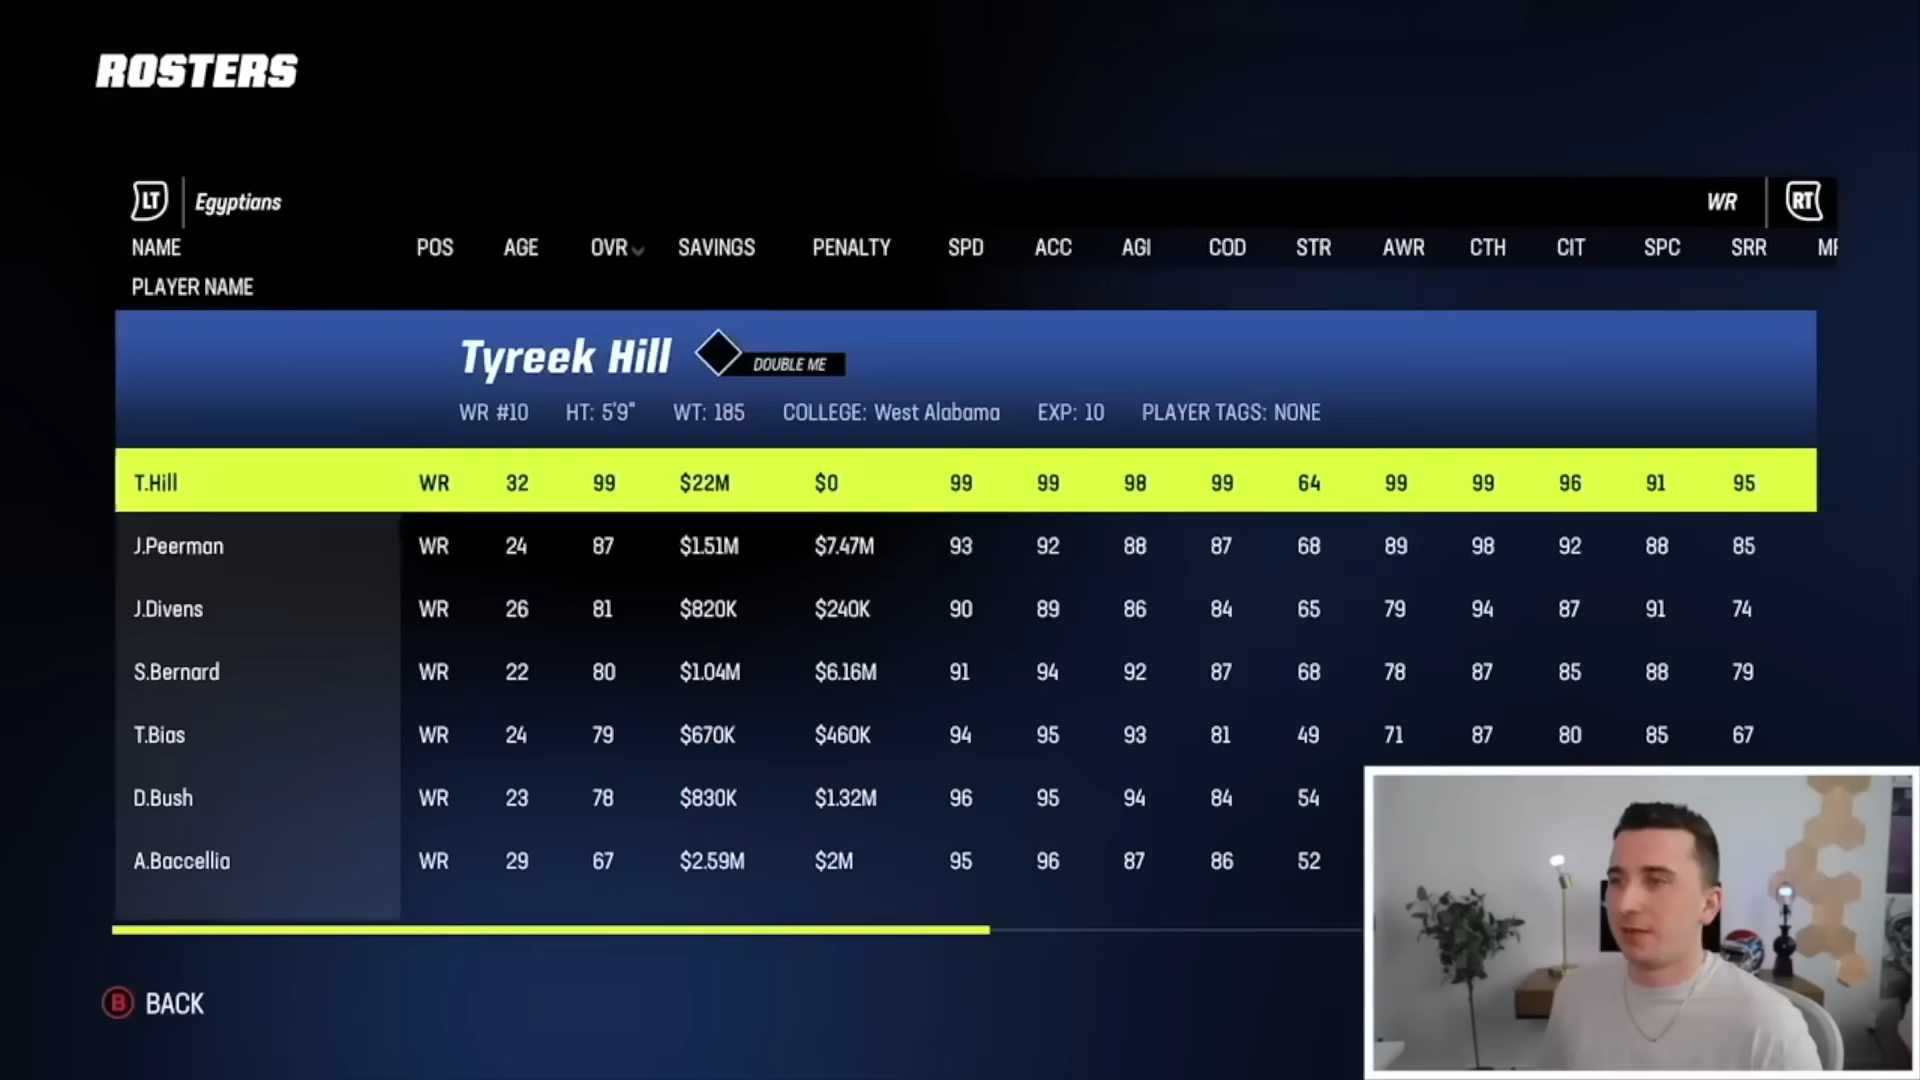 ROSTERS
LT Egyptians WR RT
NAME POS AGE OVR SAVINGS PENALTY SPD ACC AGI COD STR AWR CTH CIT SPC SRR
PLAYER NAME
Tyreek Hill DOUBLE ME
WR #10 HT: 5'9" WT: 185 COLLEGE: West Alabama EXP: 10 PLAYER TAGS: NONE
T.Hill WR 32 99 $22M $0 99 99 98 99 64 99 99 96 91 95
J.Peerman WR 24 87 $1.51M $7.47M 93 92 88 87 68 89 98 92 88 85
J.Divens WR 26 81 $820K $240K 90 89 86 84 65 79 94 87 91 74
S.Bernard WR 22 80 $1.04M $6.16M 91 94 92 87 68 78 87 85 88 79
T.Bias WR 24 79 $670K $460K 94 95 93 81 49 71 87 80 85 67
D.Bush WR 23 78 $830K $1.32M 96 95 94 84 54
A.Baccellia WR 29 67 $2.59M $2M 95 96 87 86 52
B BACK